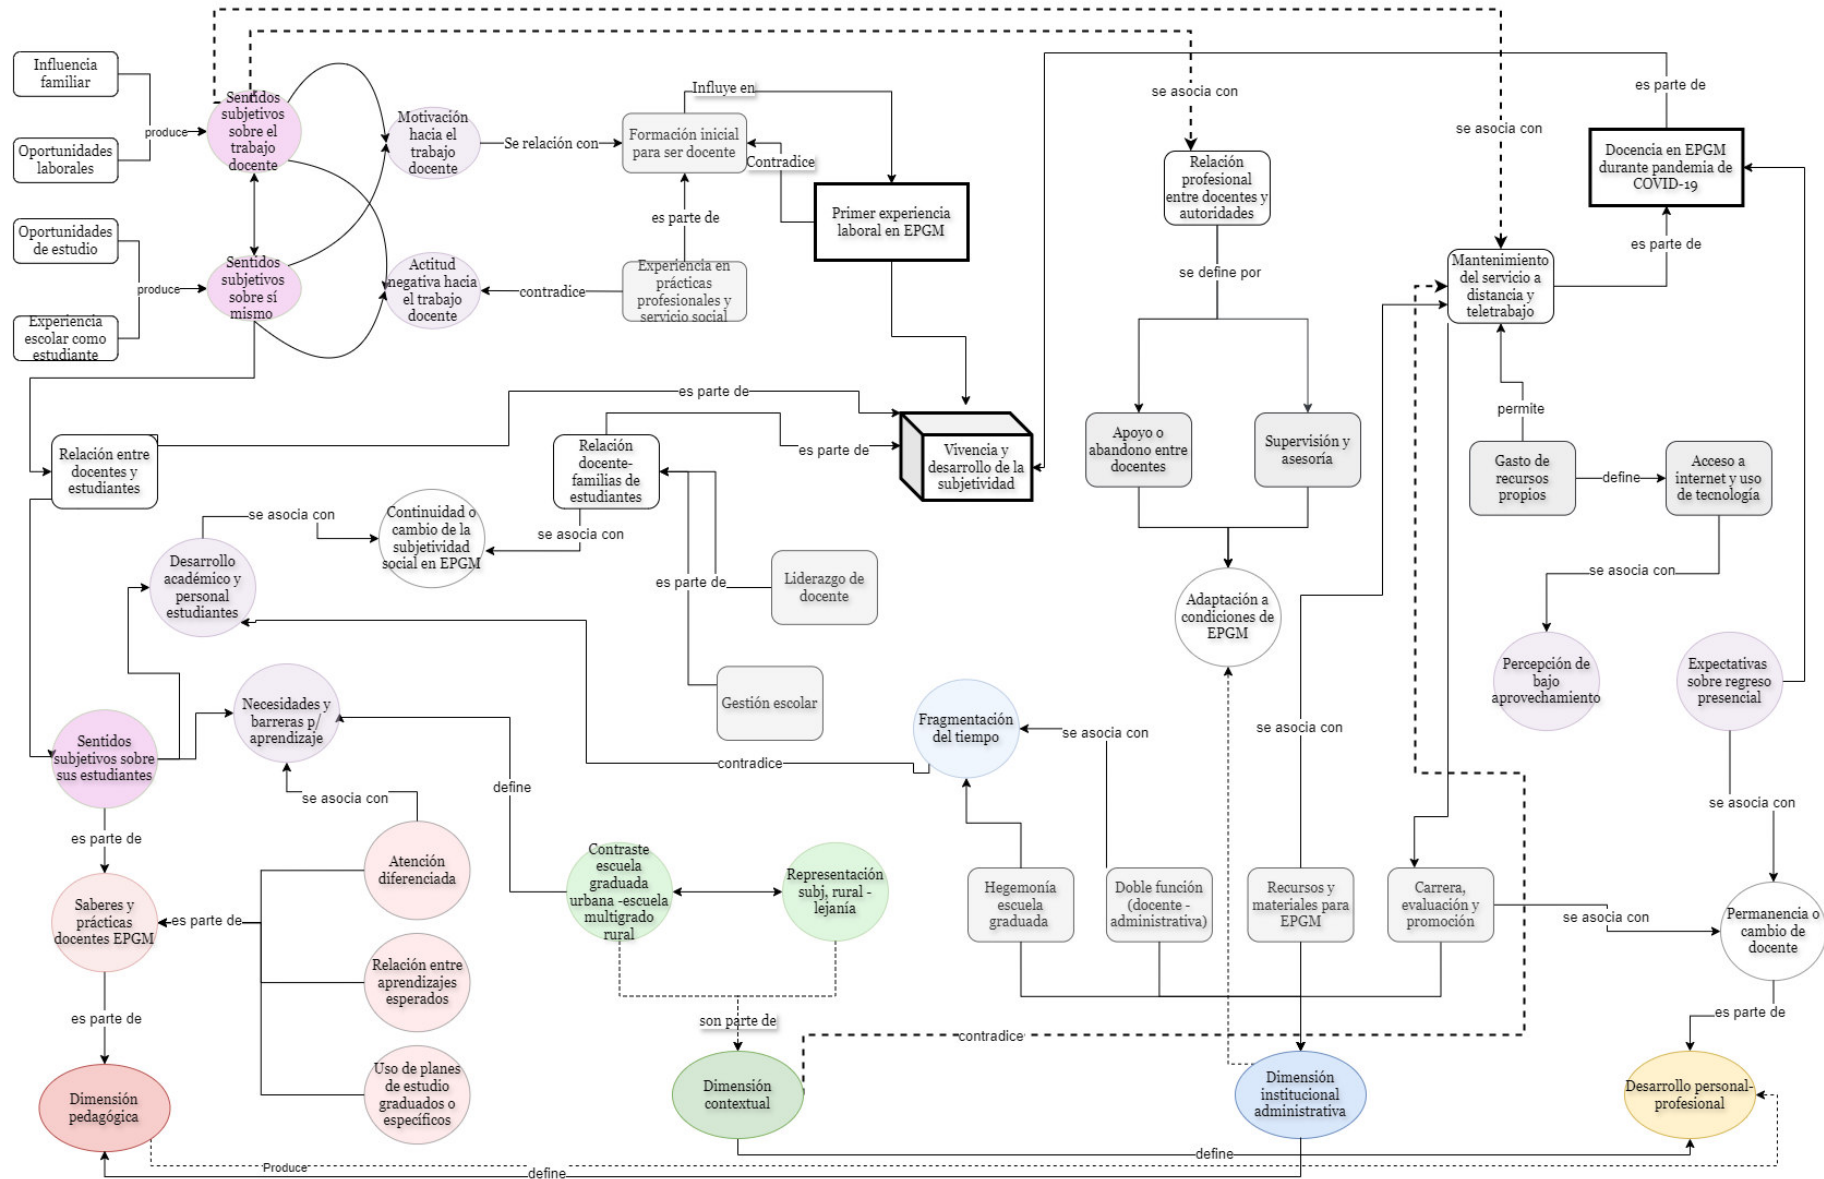 Influencia
familiar
Oportunidades
laborales
produce
Sentidos
subjetivos
sobre el
trabajo
docente
Oportunidades
de estudio
Experiencia
escolar como
estudiante
produce
Sentidos
subjetivos
sobre sí
mismo
Motivación
hacia el
trabajo
docente
Actitud
negativa hacia
el trabajo
docente
Se relación con
contradice
Influye en
Formación inicial
para ser docente
Contradice
es parte de
Experiencia en
prácticas
profesionales y
servicio social
Primer experiencia
laboral en EPGM
se asocia con
Relación
profesional
entre docentes y
autoridades
se define por
Apoyo o
abandono entre
docentes
Supervisión y
asesoría
Adaptación a
condiciones de
EPGM
se asocia con
Mantenimiento
del servicio a
distancia y
teletrabajo
es parte de
Docencia en EPGM
durante pandemia de
COVID-19
es parte de
permite
Gasto de
recursos
propios
define
Acceso a
internet y uso
de tecnología
se asocia con
Percepción de
bajo
aprovechamiento
Expectativas
sobre regreso
presencial
se asocia con
es parte de
es parte de
Vivencia y
desarrollo de la
subjetividad
Relación entre
docentes y
estudiantes
Relación
docente-
familias de
estudiantes
se asocia con
Continuidad o
cambio de la
subjetividad
social en EPGM
se asocia con
Desarrollo
académico y
personal
estudiantes
es parte de
Liderazgo de
docente
Gestión escolar
Necesidades y
barreras p/
aprendizaje
Sentidos
subjetivos sobre
sus estudiantes
contradice
define
Fragmentación
del tiempo
se asocia con
se asocia con
se asocia con
es parte de
Saberes y
prácticas
docentes EPGM
es parte de
Atención
diferenciada
Relación entre
aprendizajes
esperados
Uso de planes
de estudio
graduados o
específicos
es parte de
Dimensión
pedagógica
Contraste
escuela
graduada
urbana -escuela
multigrado
rural
Representación
subj, rural -
lejanía
son parte de
Dimensión
contextual
contradice
Hegemonía
escuela
graduada
Doble función
(docente -
administrativa)
Recursos y
materiales para
EPGM
Carrera,
evaluación y
promoción
se asocia con
Permanencia o
cambio de
docente
es parte de
Dimensión
institucional
administrativa
Desarrollo personal-
profesional
define
Produce
define